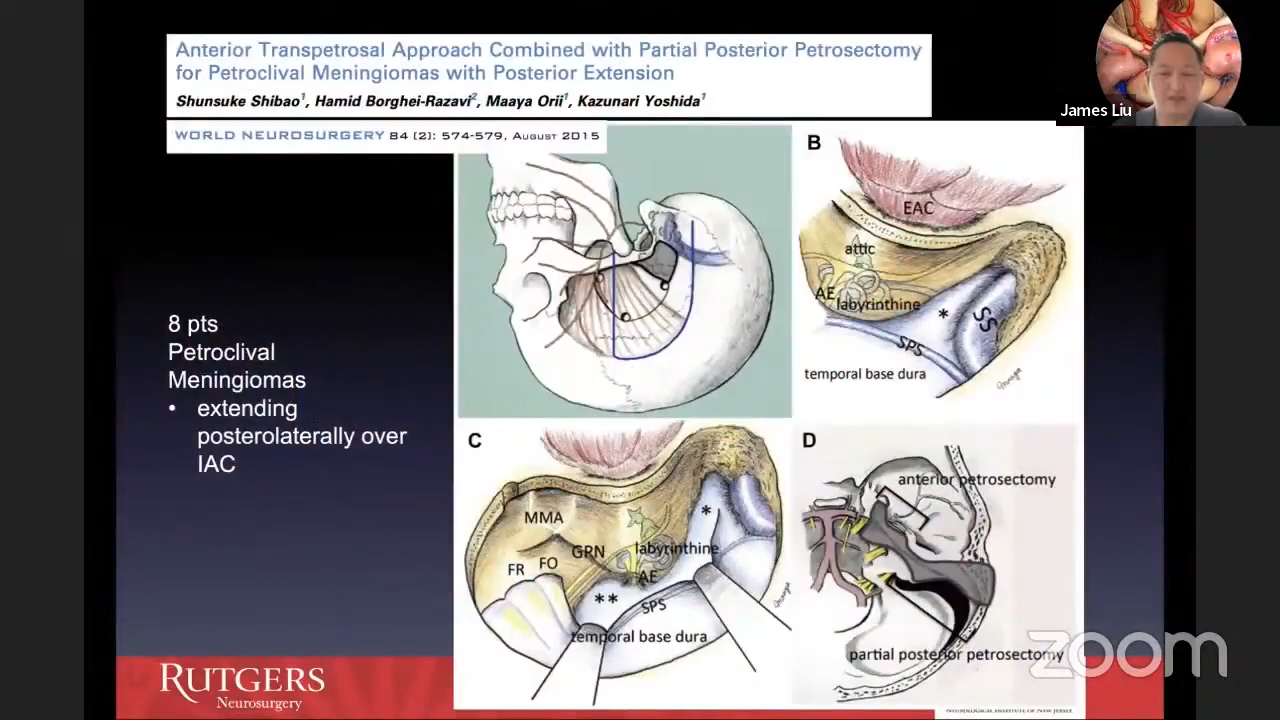 Anterior Transpetrosal Approach Combined with Partial Posterior Petrosectomy
for Petroclival Meningiomas with Posterior Extension
Shunsuke Shibao1, Hamid Borghei-Razavi2, Maaya Orii1, Kazunari Yoshida1
WORLD NEUROSURGERY 84 [2]: 574-579, August 2015
James Liu
8 pts
Petroclival
Meningiomas
• extending
posterolaterally over
IAC
B
EAC
attic
AE
labyrinthine
*
SS
SPS
temporal base dura
C
MMA
GRN
labyrinthine
*
FR
FO
AE
**
SPS
temporal base dura
D
anterior petrosectomy
partial posterior petrosectomy
RUTGERS
Neurosurgery
zoom